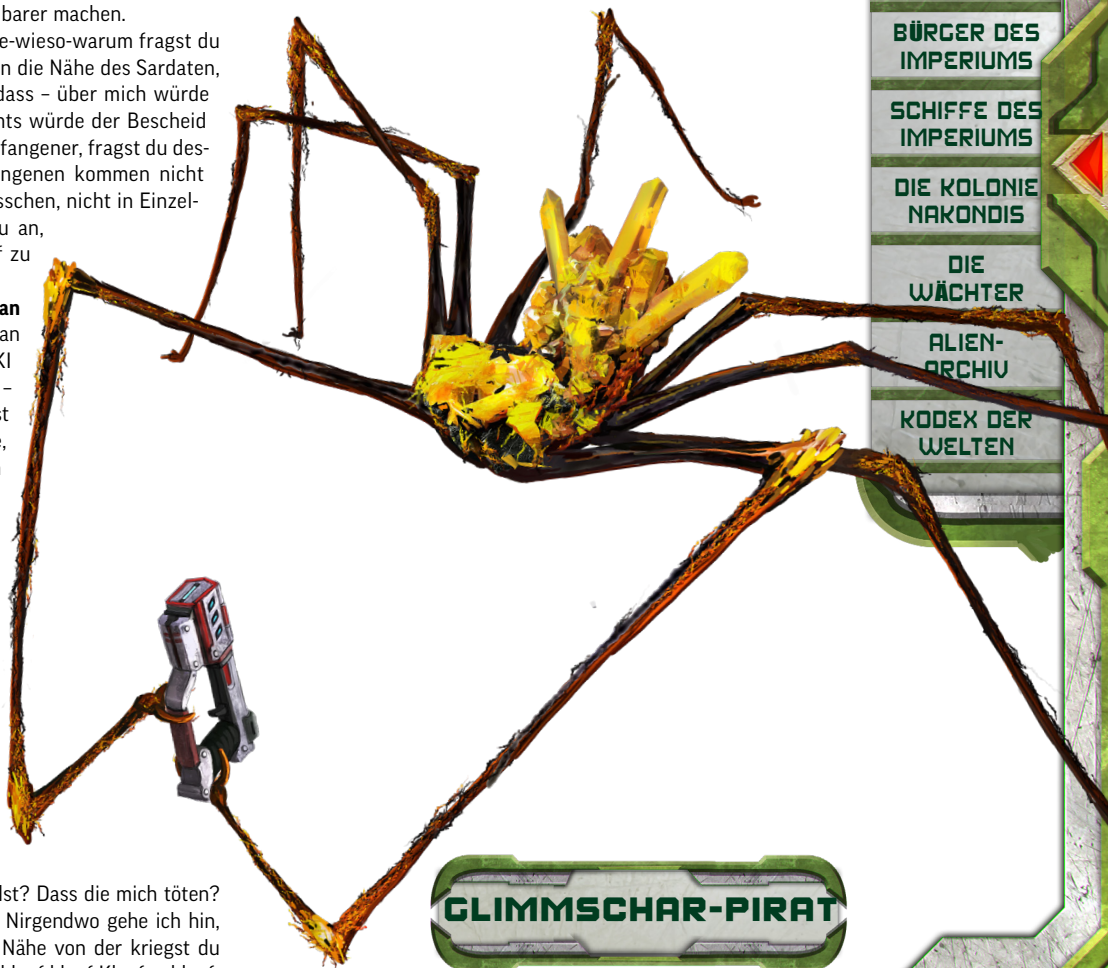 barer machen.
e-wieso-warum fragst du
n die Nähe des Sardaten,
dass – über mich würde
nts würde der Bescheid
fangener, fragst du des-
ngenen kommen nicht
sschen, nicht in Einzel-
u an,
zu
an
an
KI
–
st
e,
lst? Dass die mich töten?
Nirgendwo gehe ich hin,
Nähe von der kriegst du
GLIMMSCHAR-PIRAT
BÜRGER DES
IMPERIUMS
SCHIFFE DES
IMPERIUMS
DIE KOLONIE
NAKONDIS
DIE
WÄCHTER
ALIEN-
ARCHIV
KODEX DER
WELTEN